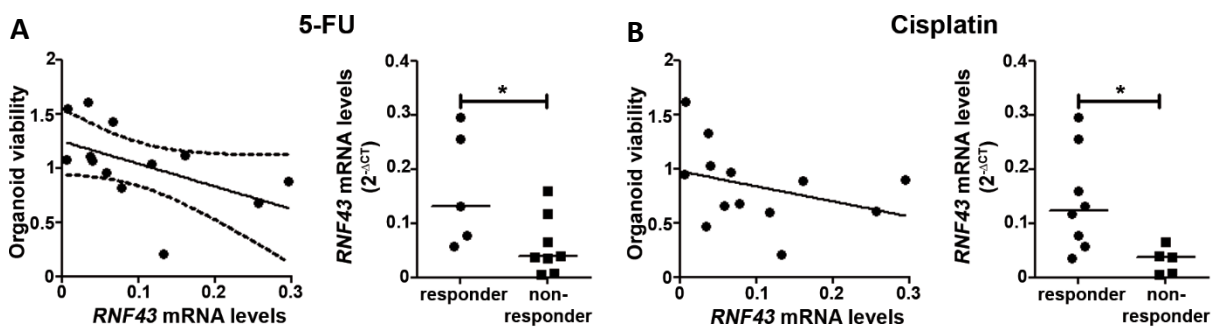 A
5-FU
Organoid viability
2
1.5
1
0.5
0
0
0.1
0.2
0.3
RNF43 mRNA levels
RNF43 mRNA levels
(2-ΔCT)
0.4
0.3
0.2
0.1
0
*
responder
non-
responder
B
Cisplatin
Organoid viability
2
1.5
1
0.5
0
0
0.1
0.2
0.3
RNF43 mRNA levels
RNF43 mRNA levels
(2-ΔCT)
0.4
0.3
0.2
0.1
0
*
responder
non-
responder